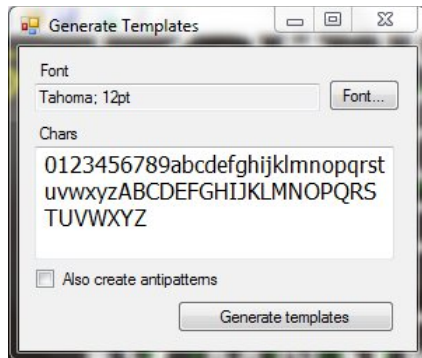 Generate Templates
Font
Tahoma; 12pt
Font...
Chars
0123456789abcdefghijklmnopqrst
uvwxyzABCDEFGHIJKLMNOPQRS
TUVWXYZ
Also create antipatterns
Generate templates